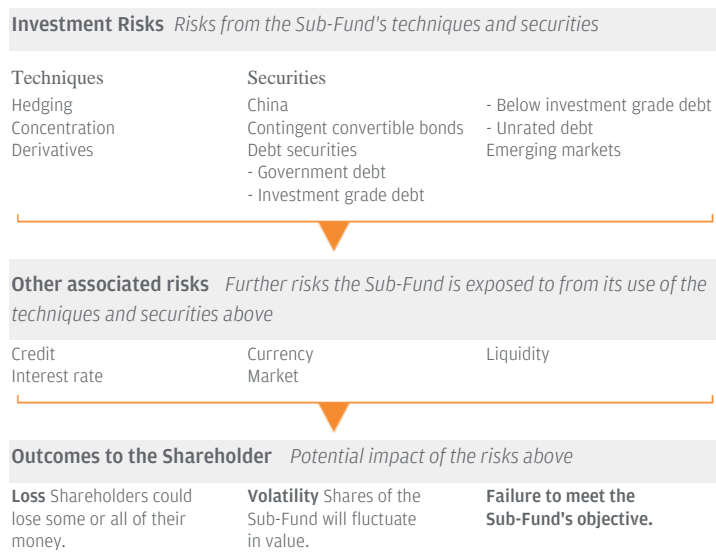 Investment Risks Risks from the Sub-Fund's techniques and securities
Techniques
Hedging
Concentration
Derivatives
Securities
China
Contingent convertible bonds
Debt securities
- Government debt
- Investment grade debt
- Below investment grade debt
- Unrated debt
Emerging markets
Other associated risks Further risks the Sub-Fund is exposed to from its use of the
techniques and securities above
Credit
Interest rate
Currency
Market
Liquidity
Outcomes to the Shareholder Potential impact of the risks above
Loss Shareholders could
lose some or all of their
money.
Volatility Shares of the
Sub-Fund will fluctuate
in value.
Failure to meet the
Sub-Fund's objective.